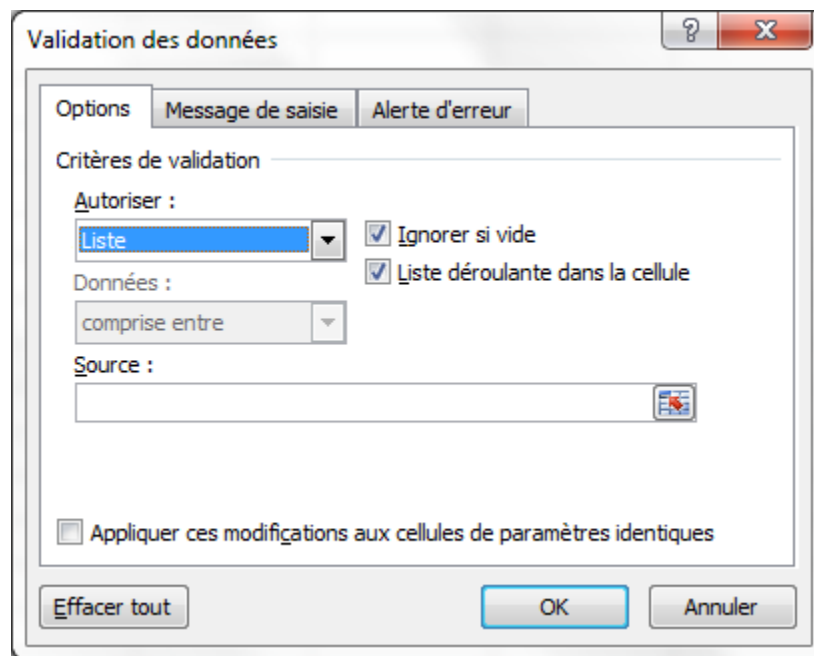 Validation des données
Options
Message de saisie
Alerte d'erreur
Critères de validation
Autoriser :
Liste
Ignorer si vide
Données :
Liste déroulante dans la cellule
comprise entre
Source :
Appliquer ces modifications aux cellules de paramètres identiques
Effacer tout
OK
Annuler